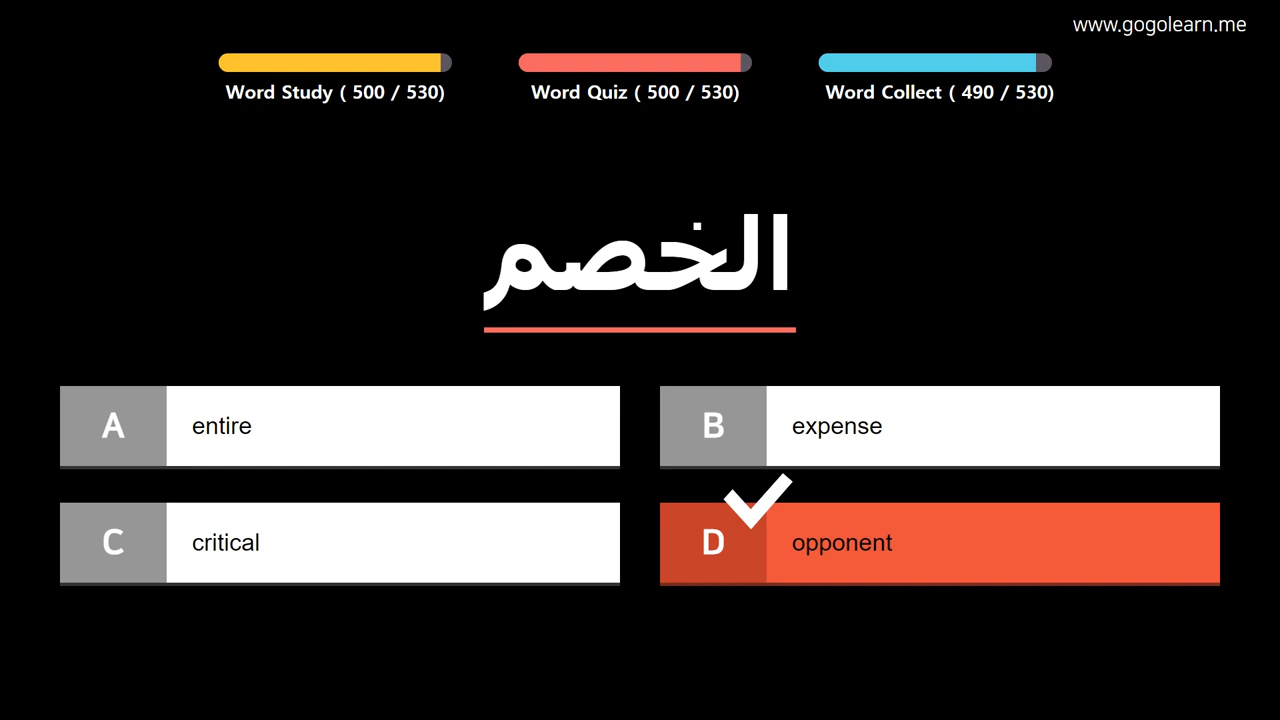 www.gogolearn.me
Word Study ( 500 / 530)
Word Quiz ( 500 / 530)
Word Collect ( 490 / 530)
الخصم
A entire
B expense
C critical
D opponent